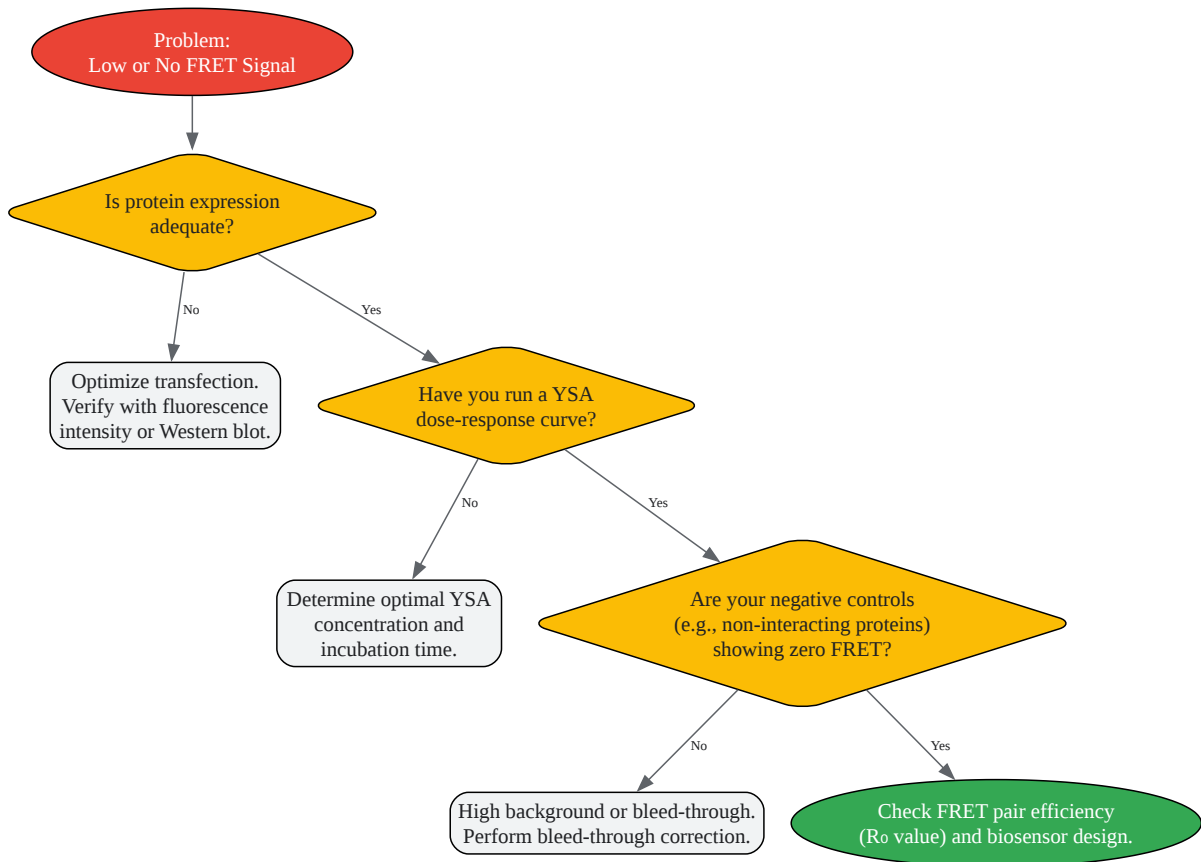 Problem:
Low or No FRET Signal
Is protein expression
adequate?
No
Yes
Optimize transfection.
Verify with fluorescence
intensity or Western blot.
Have you run a YSA
dose-response curve?
No
Yes
Determine optimal YSA
concentration and
incubation time.
Are your negative controls
(e.g., non-interacting proteins)
showing zero FRET?
No
Yes
High background or bleed-through.
Perform bleed-through correction.
Check FRET pair efficiency
(R₀ value) and biosensor design.